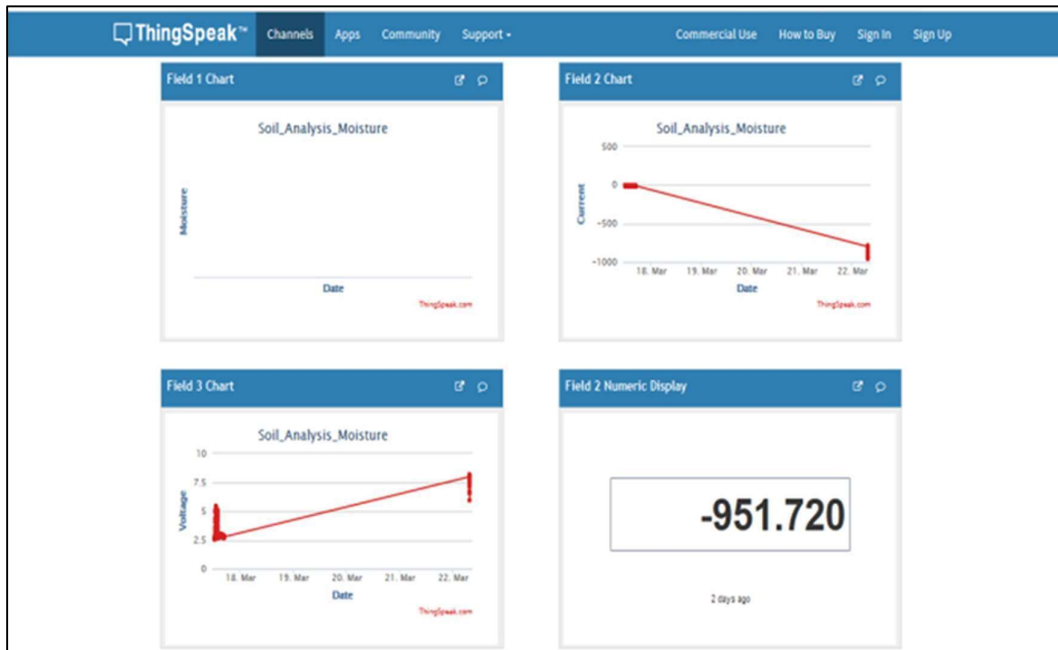 ThingSpeak™ Channels Apps Community Support Commercial Use How to Buy Sign In Sign Up
Field 1 Chart
Soil_Analysis_Moisture
Moisture
Date
ThingSpeak.com
Field 2 Chart
Soil_Analysis_Moisture
500
0
-500
-1000
Current
18. Mar 19. Mar 20. Mar 21. Mar 22. Mar
Date
ThingSpeak.com
Field 3 Chart
Soil_Analysis_Moisture
10
7.5
5
2.5
0
Voltage
18. Mar 19. Mar 20. Mar 21. Mar 22. Mar
Date
ThingSpeak.com
Field 2 Numeric Display
-951.720
2 days ago